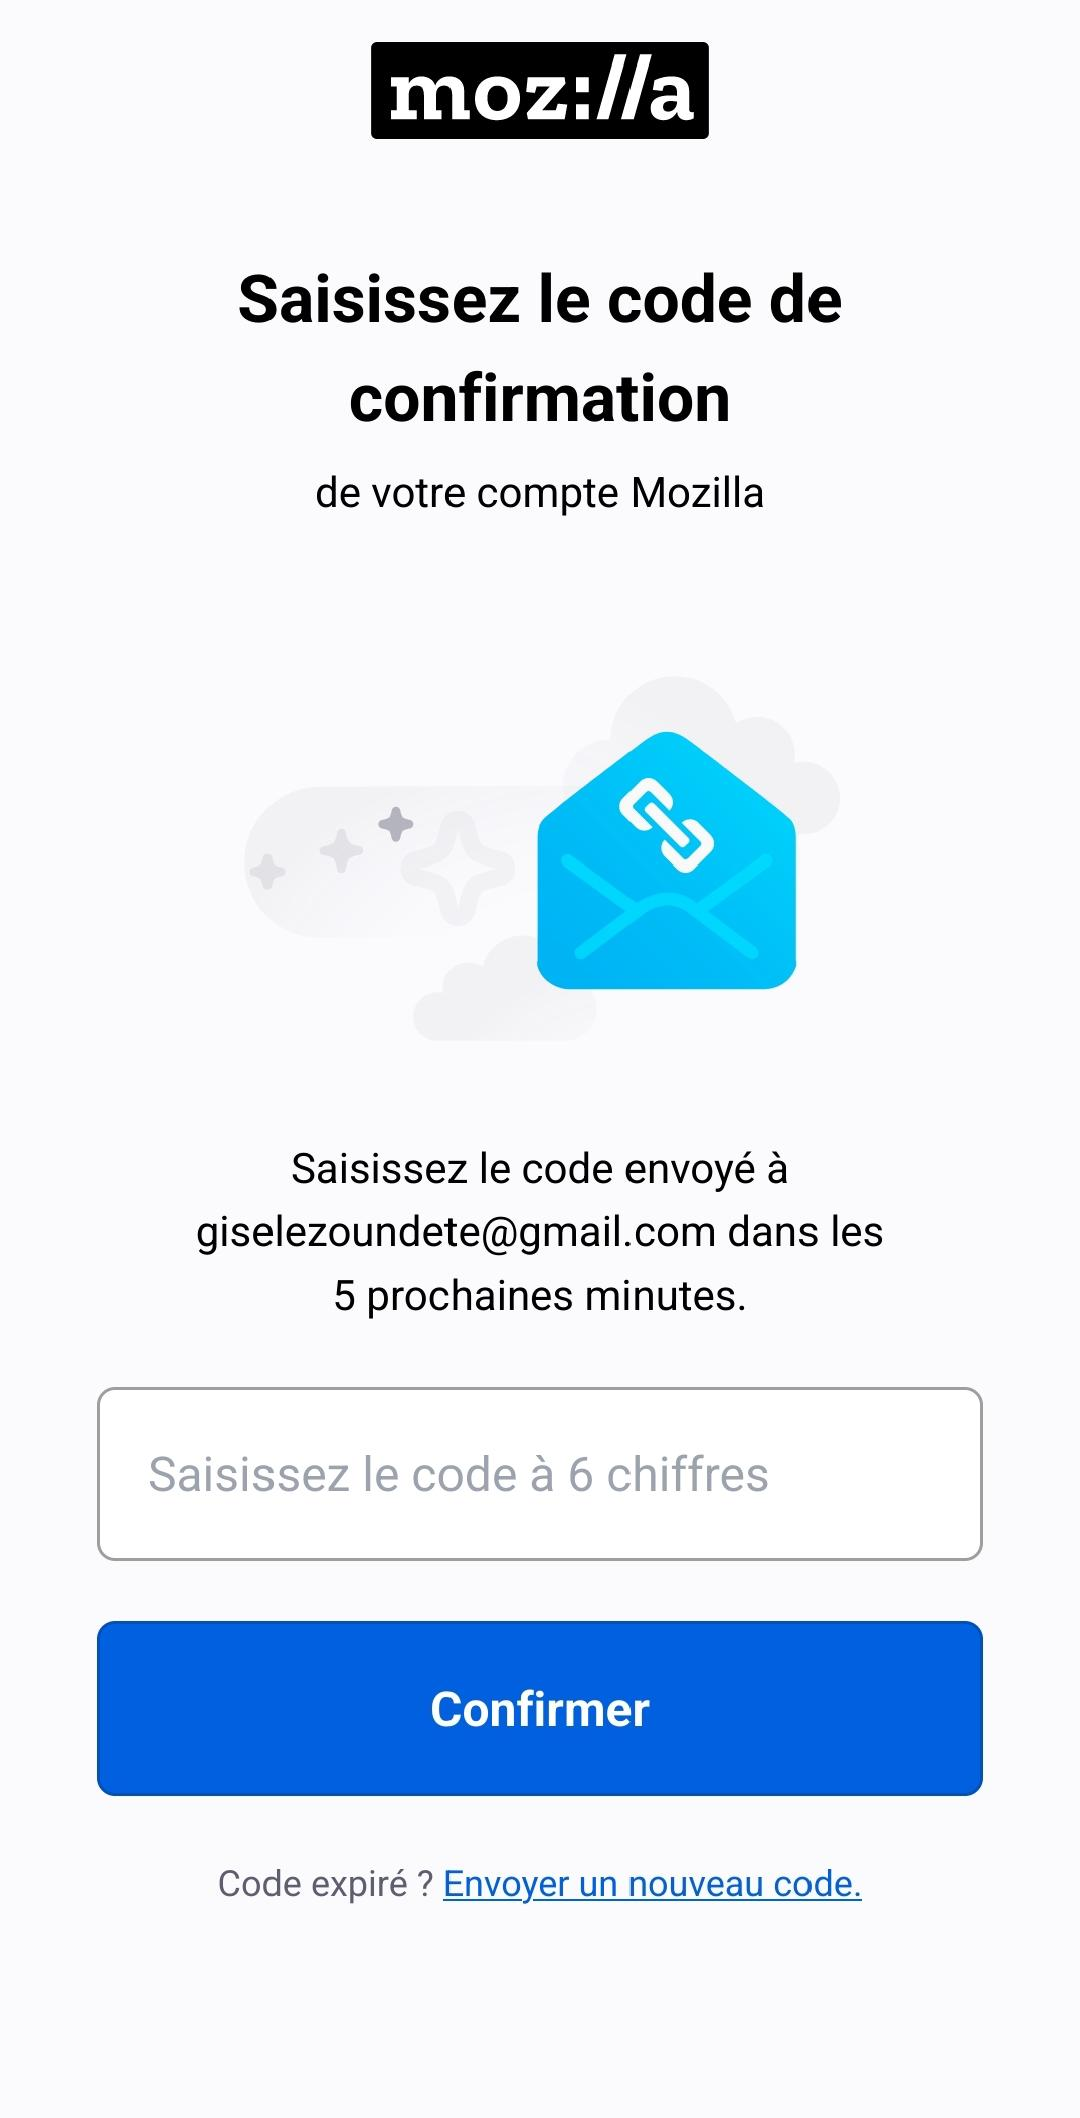 moz://a
Saisissez le code de
confirmation
de votre compte Mozilla
Saisissez le code envoyé à
giselezoundete@gmail.com dans les
5 prochaines minutes.
Saisissez le code à 6 chiffres
Confirmer
Code expiré ? Envoyer un nouveau code.